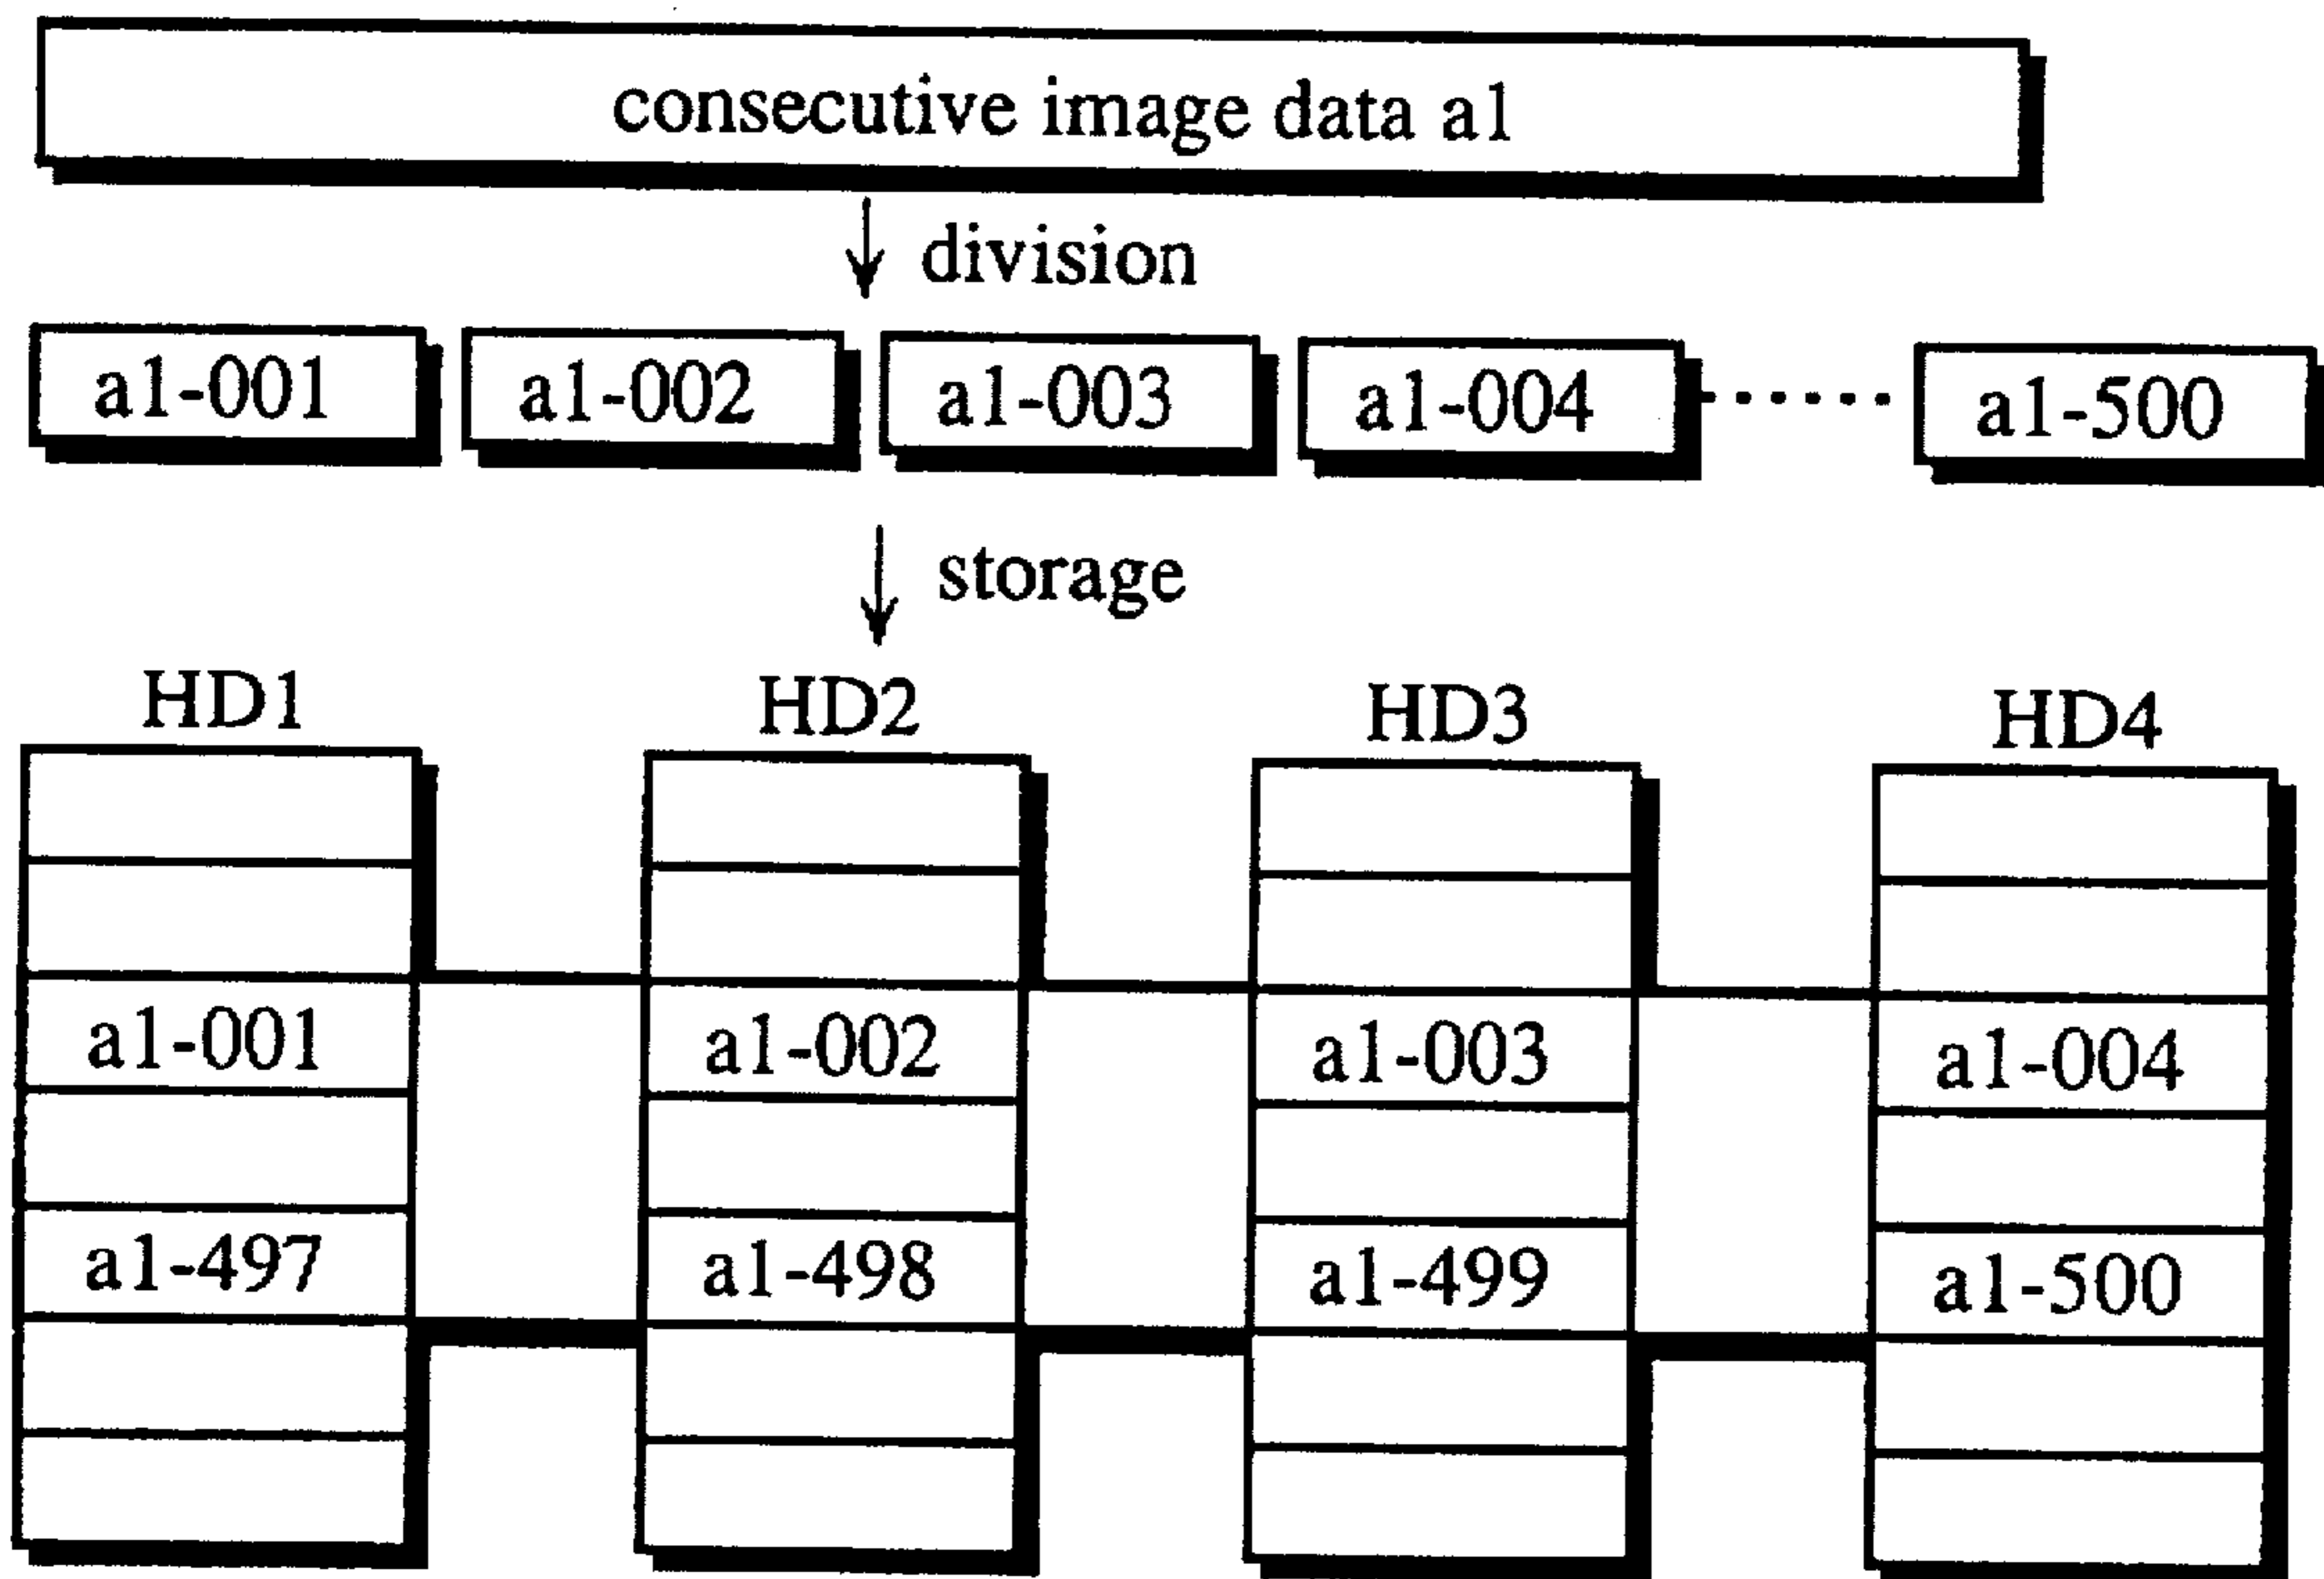 consecutive image data a1
division
a1-001 a1-002 a1-003 a1-004 ...... a1-500
storage
HD1 HD2 HD3 HD4
a1-001 a1-002 a1-003 a1-004
a1-497 a1-498 a1-499 a1-500